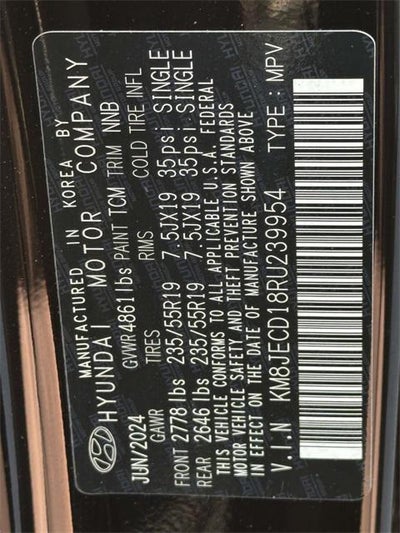 MANUFACTURED IN KOREA BY
HYUNDAI MOTOR COMPANY
JUN/2024 GVWR 4861 lbs PAINT TCM TRIM NNB
GAWR TIRES RIMS COLD TIRE INFL
FRONT 2778 lbs 235/55R19 7.5JX19 35psi SINGLE
REAR 2646 lbs 235/55R19 7.5JX19 35psi SINGLE
THIS VEHICLE CONFORMS TO ALL APPLICABLE U.S.A. FEDERAL
MOTOR VEHICLE SAFETY AND THEFT PREVENTION STANDARDS
IN EFFECT ON THE DATE OF MANUFACTURE SHOWN ABOVE
V.I.N KM8JECD18RU239954 TYPE : MPV